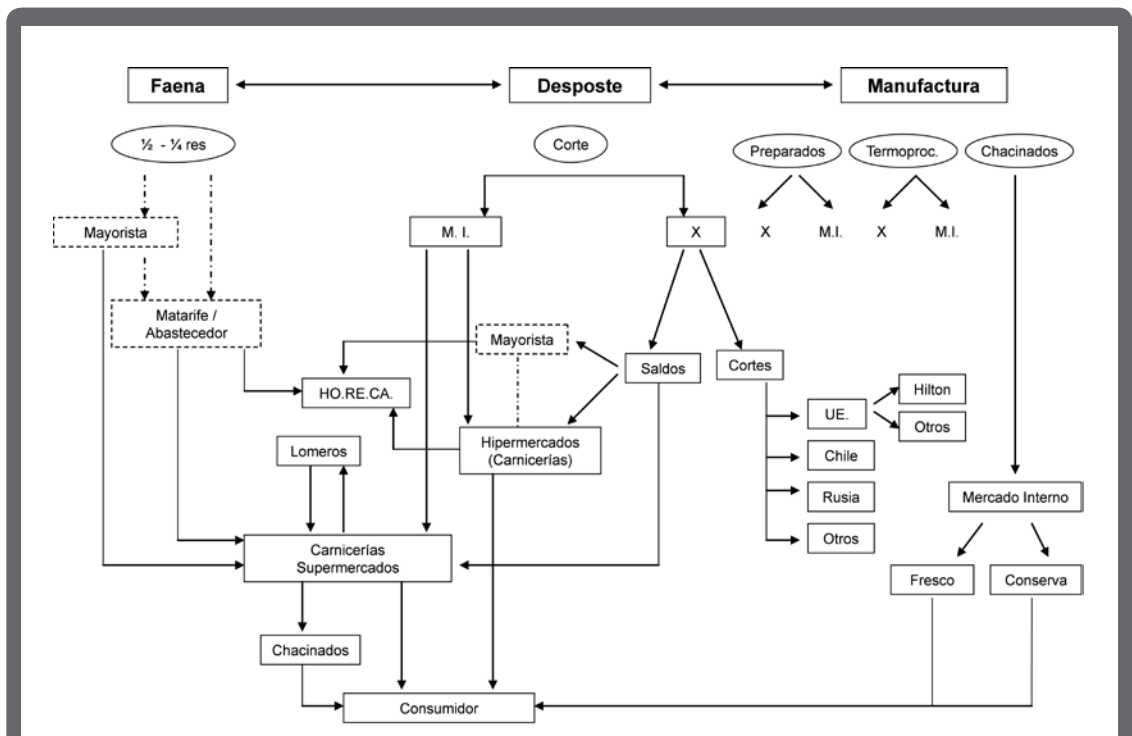 Faena
Desposte
Manufactura
½ - ¼ res
Corte
Preparados
Termoproc.
Chacinados
Mayorista
M. I.
X
X
M.I.
X
M.I.
Matarife /
Abastecedor
Mayorista
Saldos
Cortes
HO.RE.CA.
Hilton
UE.
Otros
Lomeros
Hipermercados
(Carnicerías)
Chile
Rusia
Mercado Interno
Otros
Carnicerías
Supermercados
Fresco
Conserva
Chacinados
Consumidor